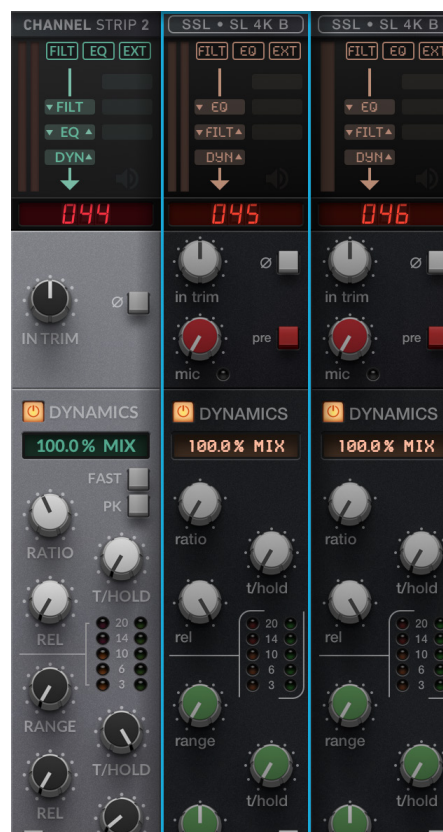 CHANNEL STRIP 2
FILT EQ EXT
FILT
EQ
DYN
044
IN TRIM
Ø
DYNAMICS
100.0% MIX
FAST
PK
RATIO
T/HOLD
REL
20
14
10
6
3
RANGE
T/HOLD
REL
SSL • SL 4K B
FILT EQ EXT
EQ
FILT
DYN
045
in trim
Ø
mic
pre
DYNAMICS
100.0% MIX
ratio
t/hold
rel
20
14
10
6
3
range
t/hold
SSL • SL 4K B
FILT EQ EXT
EQ
FILT
DYN
046
in trim
Ø
mic
pre
DYNAMICS
100.0% MIX
ratio
t/hold
rel
20
14
10
6
3
range
t/hold